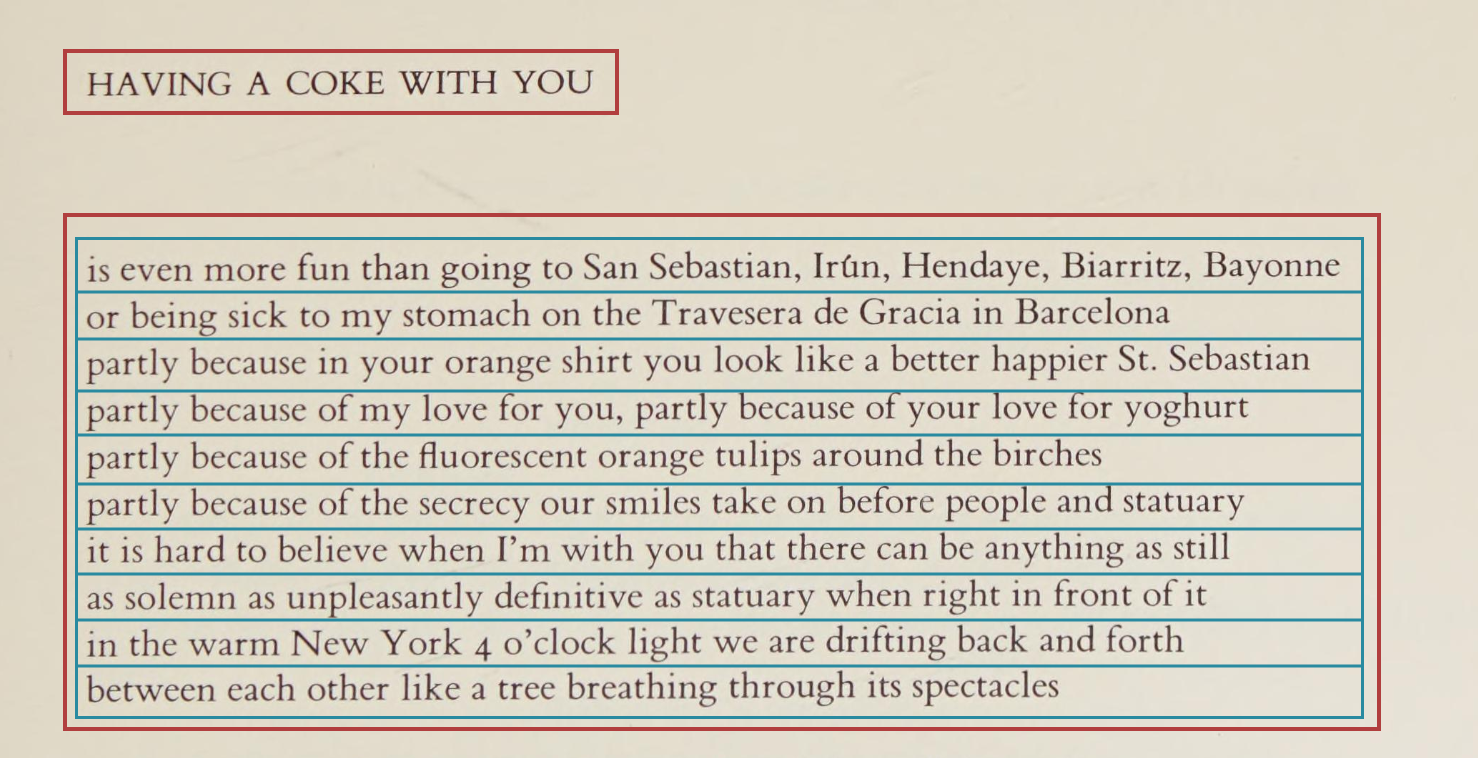 HAVING A COKE WITH YOU
is even more fun than going to San Sebastian, Irún, Hendaye, Biarritz, Bayonne
or being sick to my stomach on the Travesera de Gracia in Barcelona
partly because in your orange shirt you look like a better happier St. Sebastian
partly because of my love for you, partly because of your love for yoghurt
partly because of the fluorescent orange tulips around the birches
partly because of the secrecy our smiles take on before people and statuary
it is hard to believe when I’m with you that there can be anything as still
as solemn as unpleasantly definitive as statuary when right in front of it
in the warm New York 4 o’clock light we are drifting back and forth
between each other like a tree breathing through its spectacles